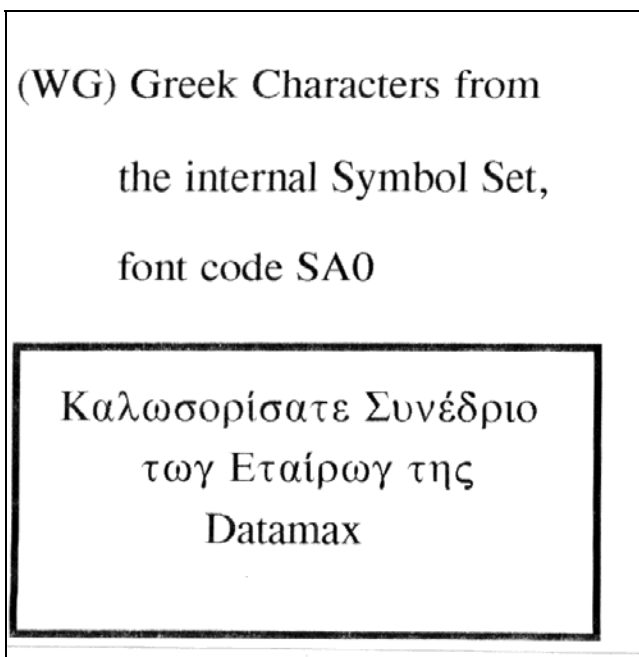 (WG) Greek Characters from
the internal Symbol Set,
font code SA0
Καλωσορίσατε Συνέδριο
τωγ Εταίρωγ της
Datamax